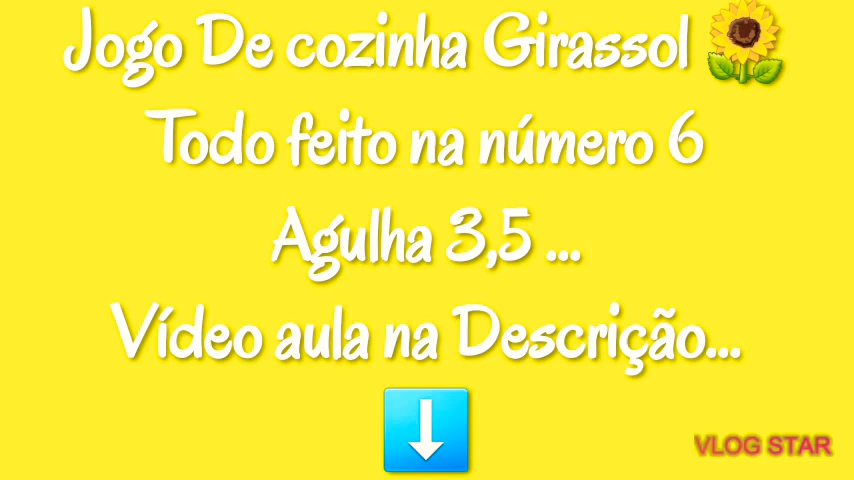 Jogo De cozinha Girassol 🌻
Todo feito na número 6
Agulha 3,5 ...
Vídeo aula na Descrição...
⬇
VLOG STAR